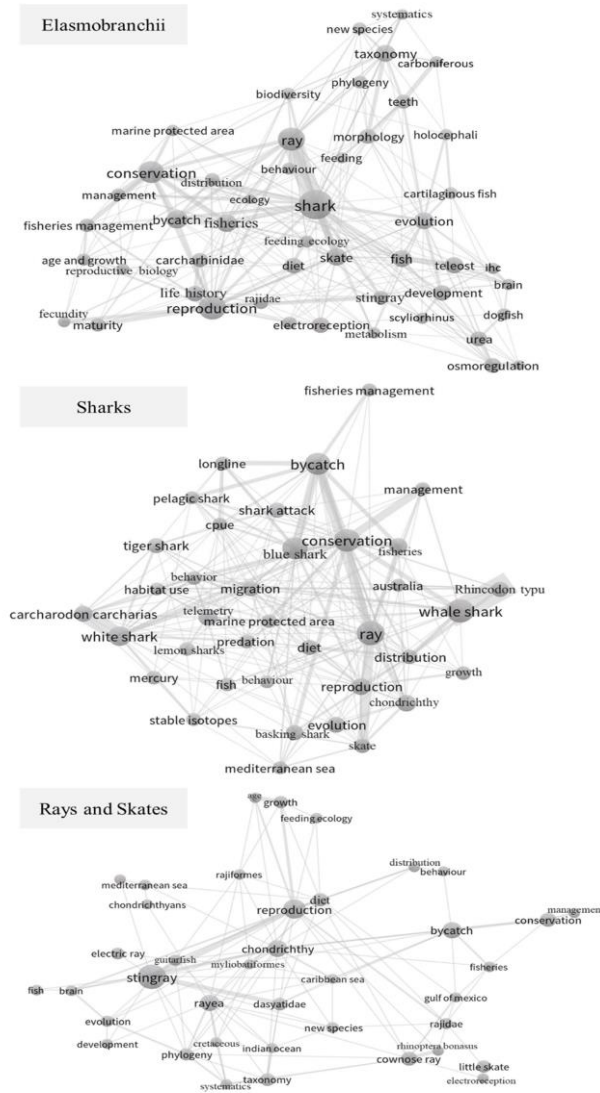 Elasmobranchii
systematics
new species
taxonomy
carboniferous
phylogeny
biodiversity
teeth
marine protected area
morphology
holocephali
ray
feeding
conservation
behaviour
distribution
management
ecology
cartilaginous fish
shark
bycatch
fisheries
evolution
fisheries management
feeding ecology
skate
age and growth
carcharhinidae
diet
fish
teleost
ihc
reproductive biology
brain
life history
rajidae
stingray
development
fecundity
reproduction
scyliorhinus
dogfish
maturity
electroreception
metabolism
urea
osmoregulation
fisheries management
Sharks
longline
bycatch
management
pelagic shark
shark attack
cpue
conservation
tiger shark
blue shark
fisheries
behavior
habitat use
migration
australia
Rhincodon typu
carcharodon carcharias
telemetry
whale shark
marine protected area
white shark
predation
ray
lemon sharks
diet
distribution
mercury
fish
behaviour
reproduction
growth
chondrichthy
stable isotopes
evolution
basking shark
skate
mediterranean sea
Rays and Skates
age
growth
feeding ecology
distribution
rajiformes
behaviour
mediterranean sea
diet
chondrichthyans
reproduction
management
conservation
bycatch
electric ray
chondrichthy
guitarfish
myliobatiformes
fisheries
stingray
caribbean sea
fish
brain
gulf of mexico
rayea
dasyatidae
evolution
new species
rajidae
development
cretaceous
phylogeny
indian ocean
rhinoptera bonasus
cownose ray
little skate
systematics
taxonomy
electroreception